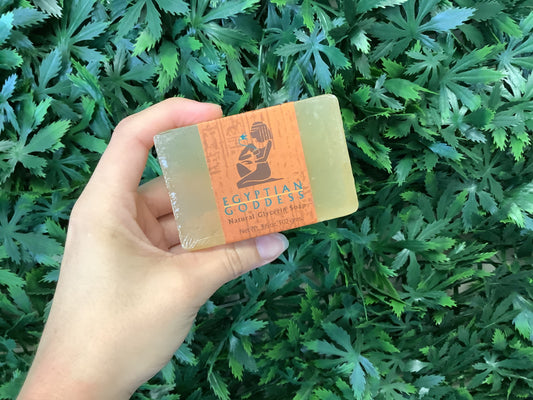 EGYPTIAN
GODDESS
Natural Glycerin Soap